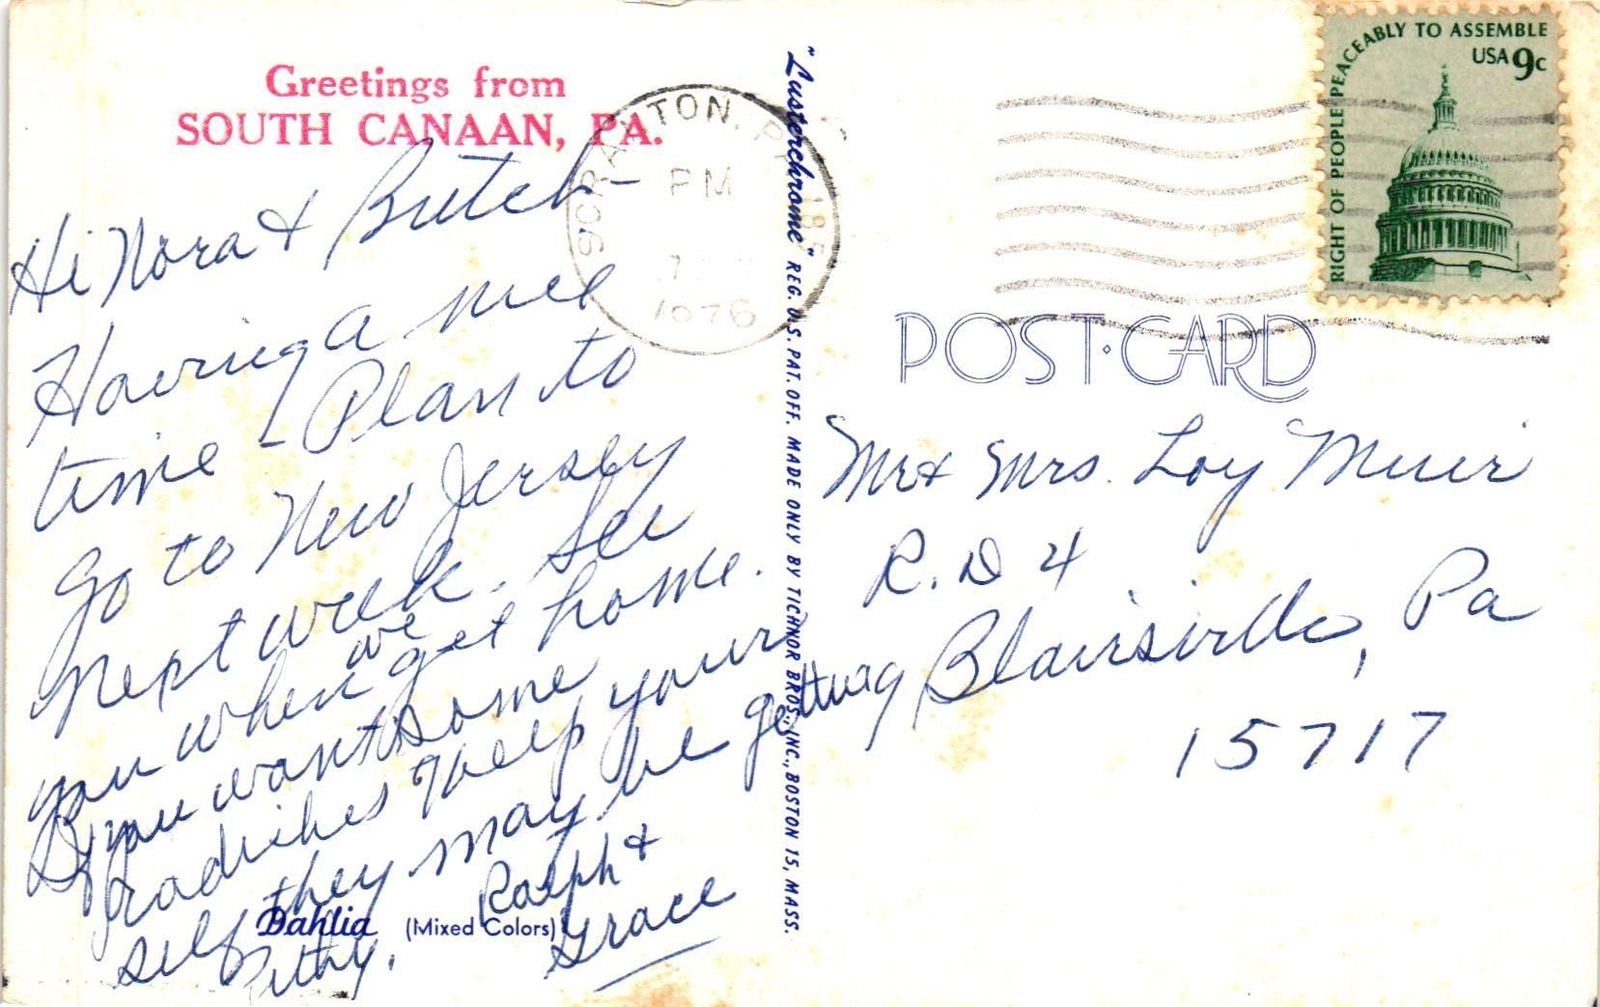 Greetings from
SOUTH CANAAN, PA.
Hi Nora & Butch -
Having a nice
time - Plan to
go to New Jersey
next week. See
you when we get home.
If you want some
radishes help your
self they may be getting
Pithy.
Ralph &
Grace
Dahlia (Mixed Colors)
"Lusterchrome" REG. U.S. PAT. OFF. MADE ONLY BY TICHNOR BROS., INC., BOSTON 15, MASS.
SCRANTON, PA
PM
1976
RIGHT OF PEOPLE PEACEABLY TO ASSEMBLE
USA 9c
POST CARD
Mr & Mrs. Loy Muir
R. D 4
Blairsville, Pa
15717